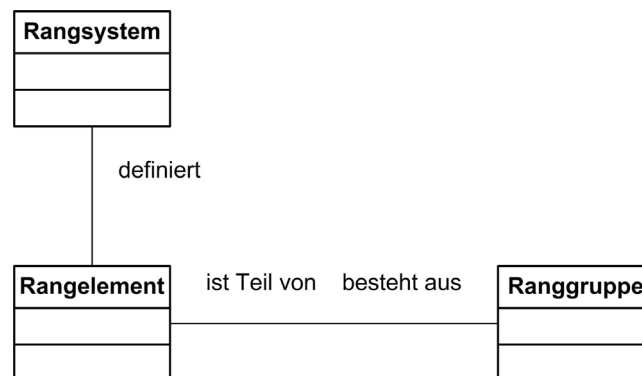 Rangsystem
definiert
Rangelement
ist Teil von
besteht aus
Ranggruppe